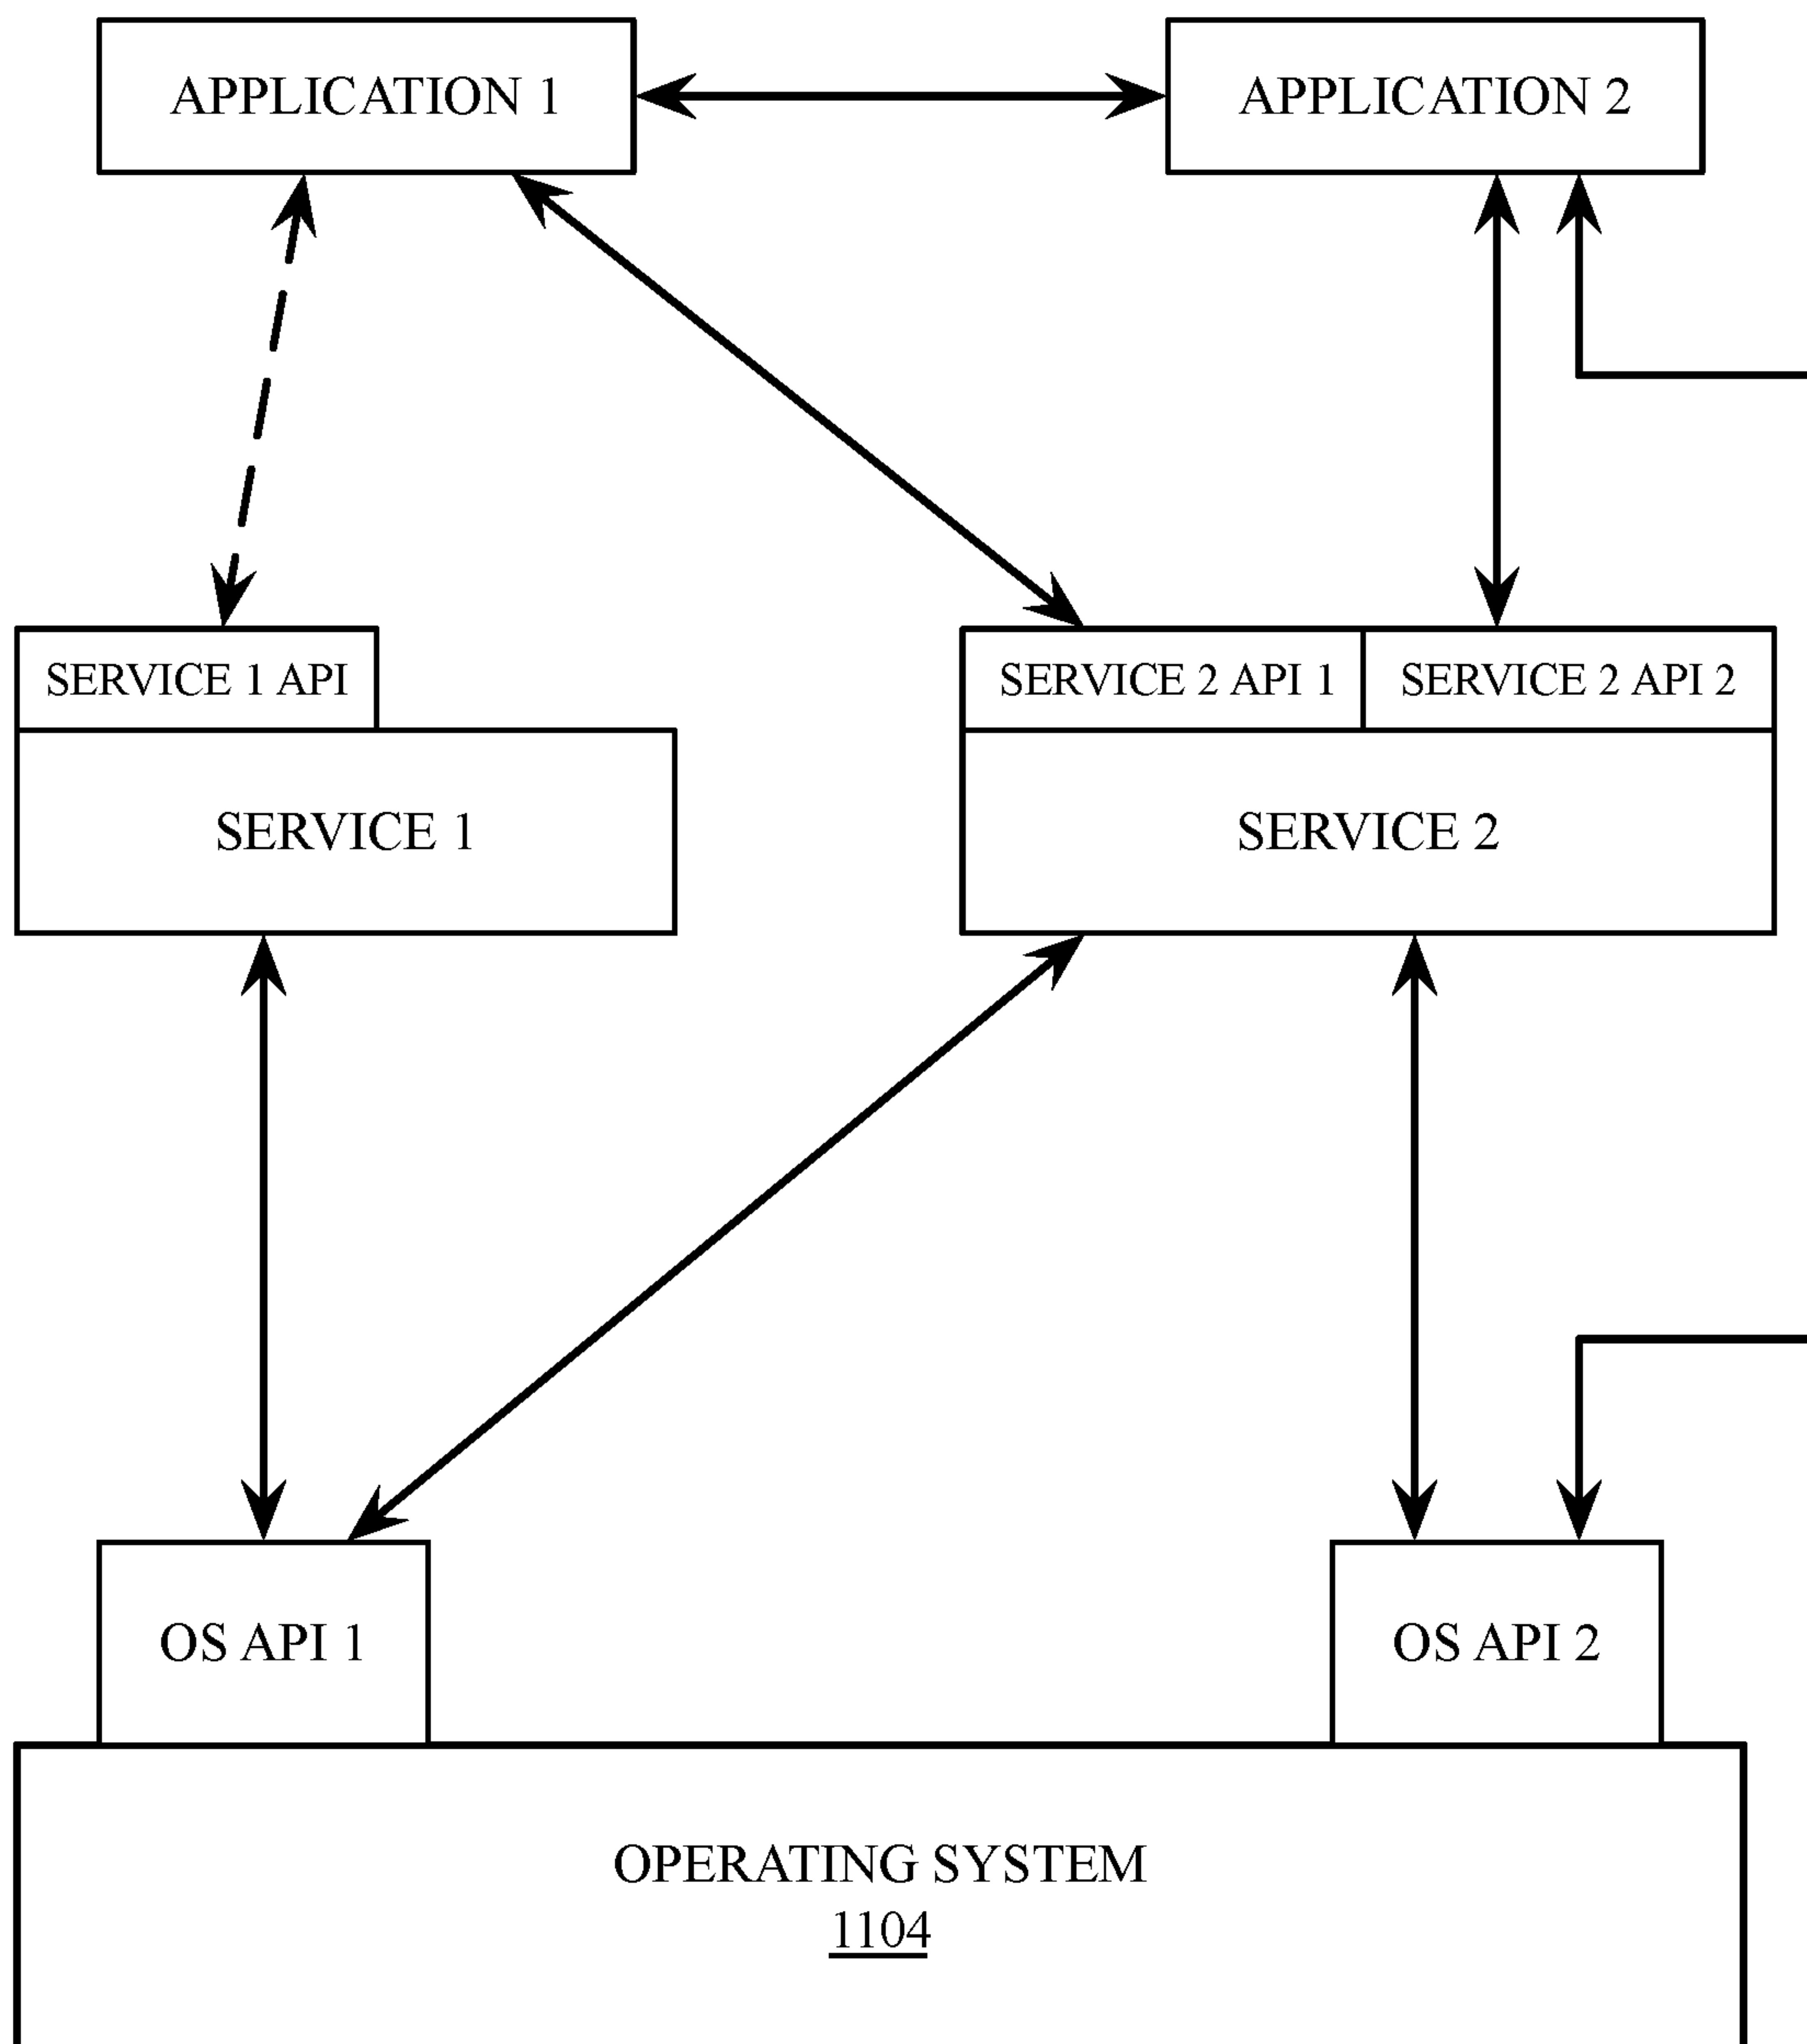 APPLICATION 1
APPLICATION 2
SERVICE 1 API
SERVICE 2 API 1
SERVICE 2 API 2
SERVICE 1
SERVICE 2
OS API 1
OS API 2
OPERATING SYSTEM
1104